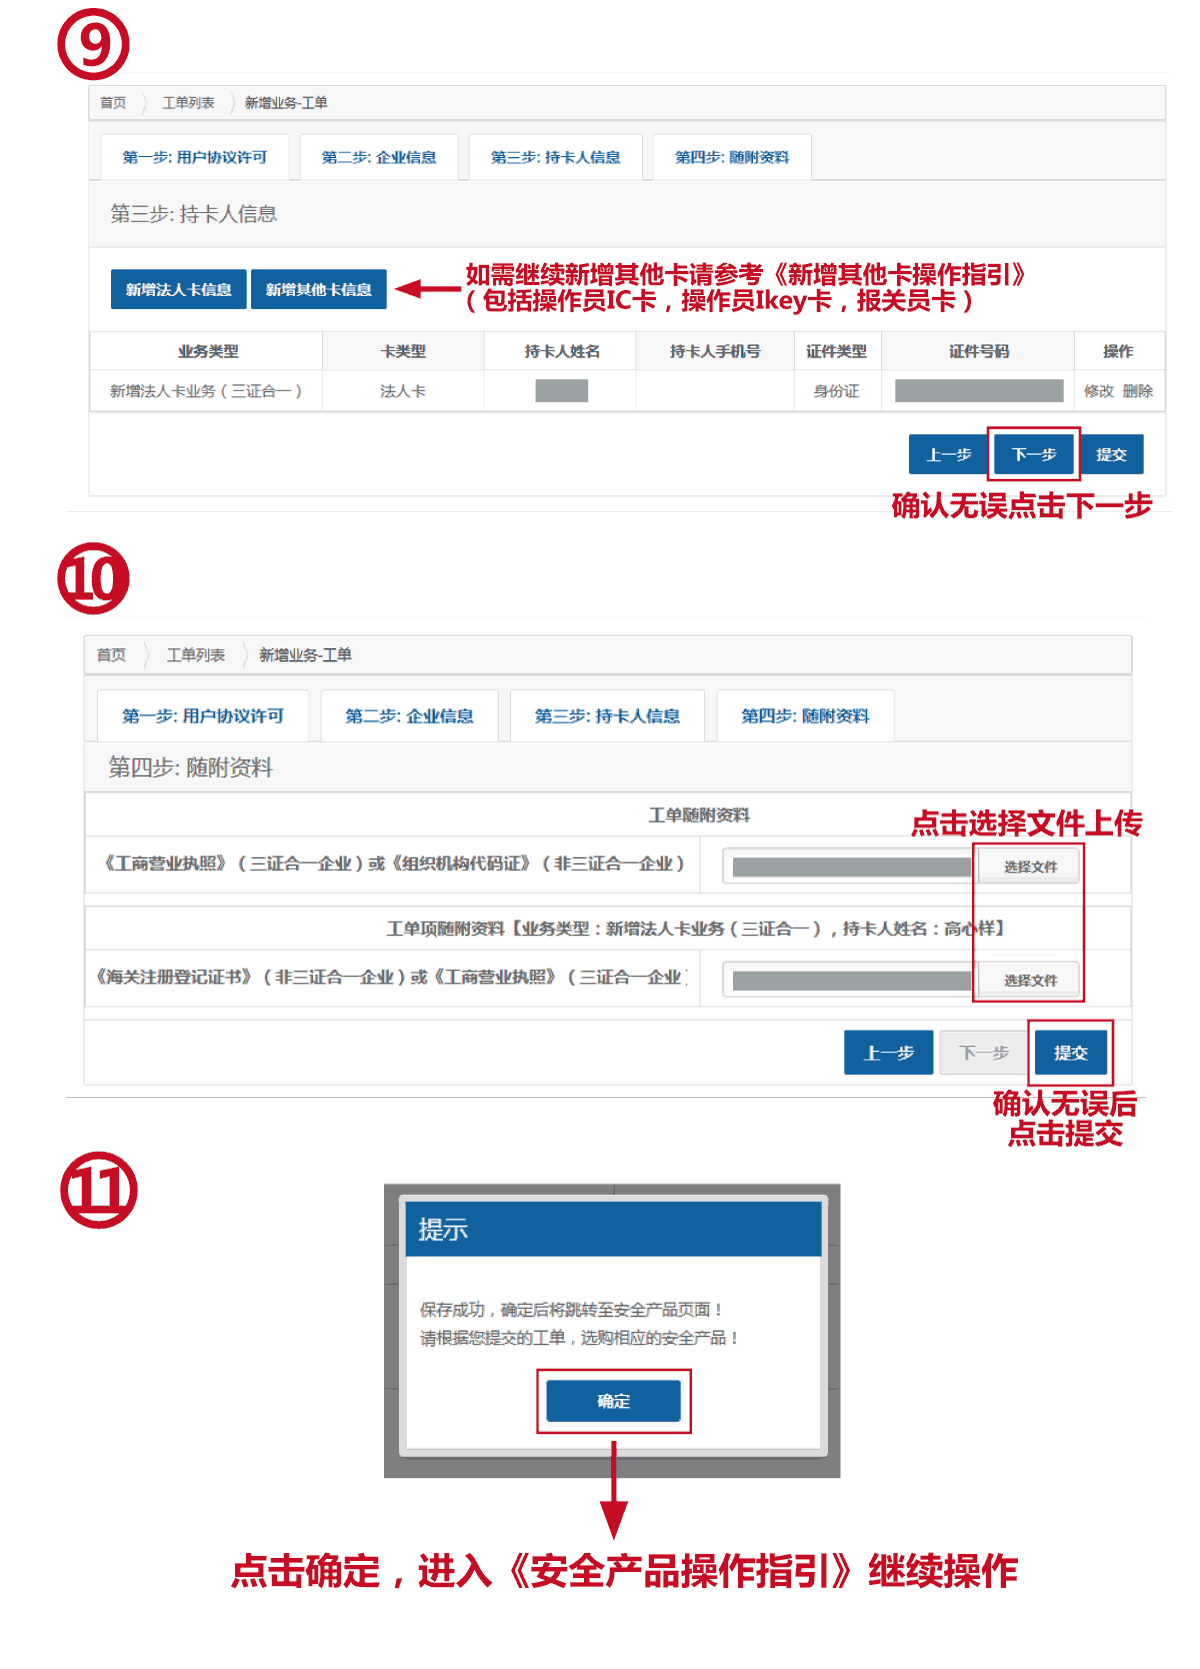 9
首页 工单列表 新增业务-工单
第一步: 用户协议许可 第二步: 企业信息 第三步: 持卡人信息 第四步: 随附资料
第三步: 持卡人信息
新增法人卡信息 新增其他卡信息
如需继续新增其他卡请参考《新增其他卡操作指引》
（包括操作员IC卡，操作员Ikey卡，报关员卡）
业务类型 卡类型 持卡人姓名 持卡人手机号 证件类型 证件号码 操作
新增法人卡业务（三证合一） 法人卡 身份证 修改 删除
上一步 下一步 提交
确认无误点击下一步
10
首页 工单列表 新增业务-工单
第一步: 用户协议许可 第二步: 企业信息 第三步: 持卡人信息 第四步: 随附资料
第四步: 随附资料
工单随附资料
点击选择文件上传
《工商营业执照》（三证合一企业）或《组织机构代码证》（非三证合一企业） 选择文件
工单项随附资料【业务类型：新增法人卡业务（三证合一），持卡人姓名：高心祥】
《海关注册登记证书》（非三证合一企业）或《工商营业执照》（三证合一企业） 选择文件
上一步 下一步 提交
确认无误后
点击提交
11
提示
保存成功，确定后将跳转至安全产品页面！
请根据您提交的工单，选购相应的安全产品！
确定
点击确定，进入《安全产品操作指引》继续操作